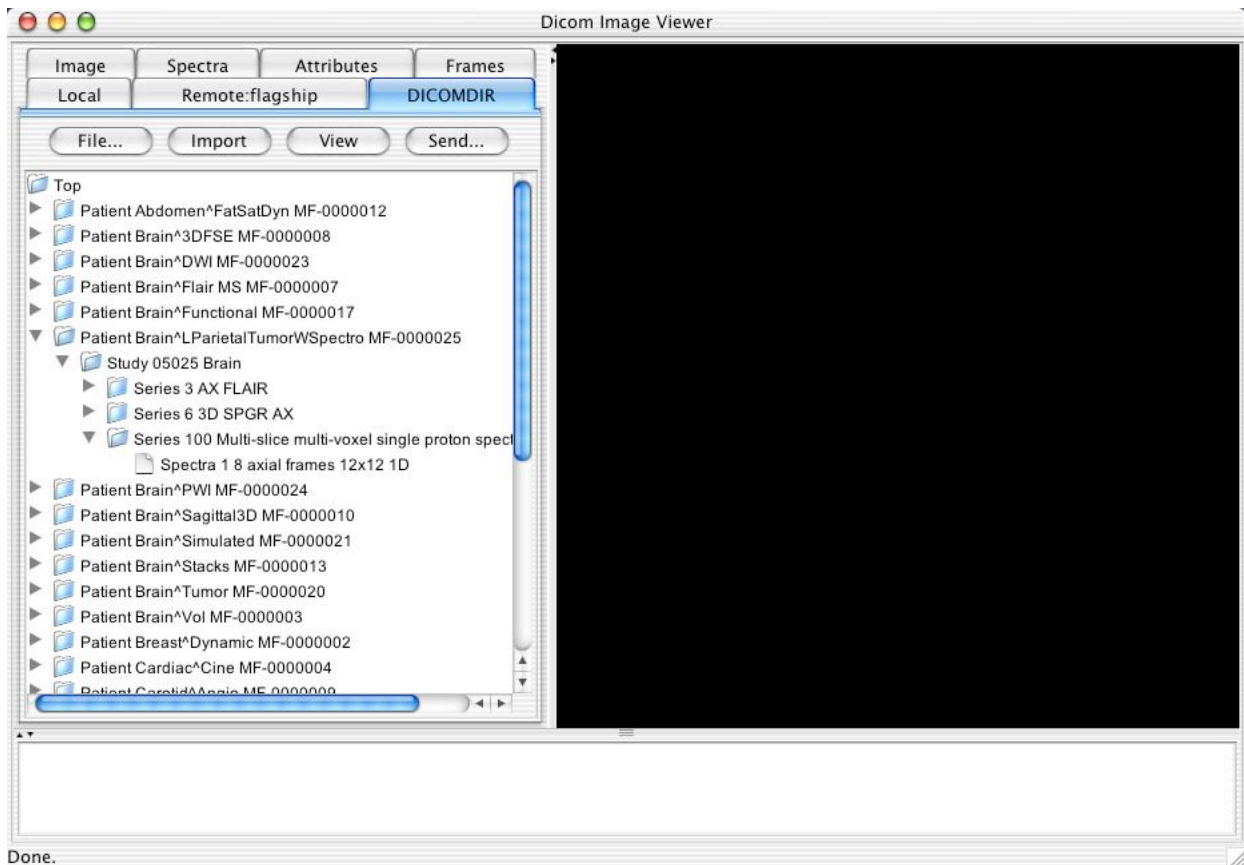 Dicom Image Viewer
Image Spectra Attributes Frames
Local Remote:flagship DICOMDIR
File... Import View Send...
Top
Patient Abdomen^FatSatDyn MF-0000012
Patient Brain^3DFSE MF-0000008
Patient Brain^DWI MF-0000023
Patient Brain^Flair MS MF-0000007
Patient Brain^Functional MF-0000017
Patient Brain^LParietalTumorWSpectro MF-0000025
Study 05025 Brain
Series 3 AX FLAIR
Series 6 3D SPGR AX
Series 100 Multi-slice multi-voxel single proton spect
Spectra 1 8 axial frames 12x12 1D
Patient Brain^PWI MF-0000024
Patient Brain^Sagittal3D MF-0000010
Patient Brain^Simulated MF-0000021
Patient Brain^Stacks MF-0000013
Patient Brain^Tumor MF-0000020
Patient Brain^Vol MF-0000003
Patient Breast^Dynamic MF-0000002
Patient Cardiac^Cine MF-0000004
Patient Carotid^Angio MF-0000009
Done.